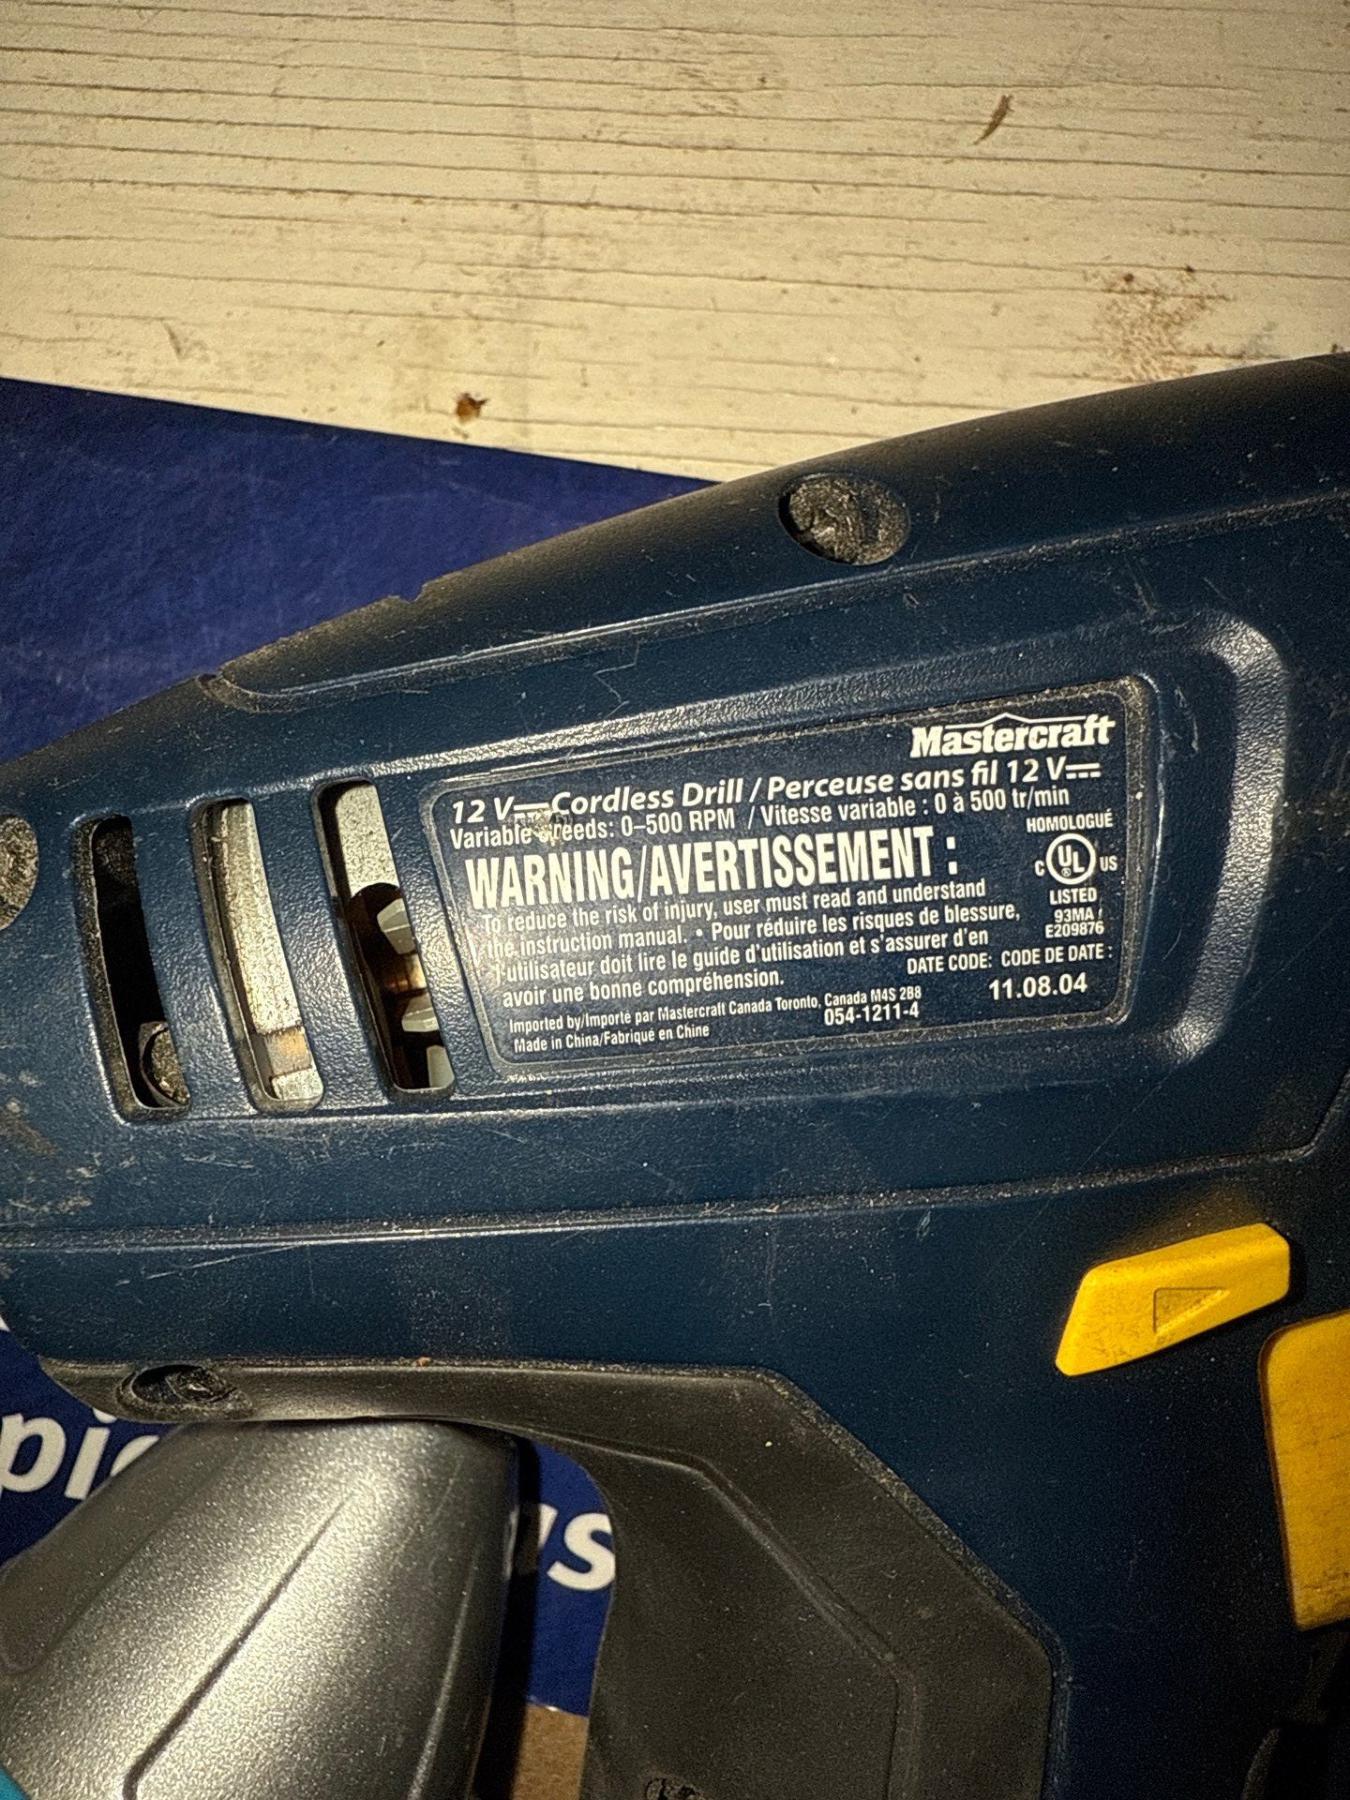 Mastercraft
12 V Cordless Drill / Perceuse sans fil 12 V
Variable speeds: 0–500 RPM / Vitesse variable : 0 à 500 tr/min
WARNING/AVERTISSEMENT :
To reduce the risk of injury, user must read and understand
the instruction manual. • Pour réduire les risques de blessure,
l'utilisateur doit lire le guide d'utilisation et s'assurer d'en
avoir une bonne compréhension.
HOMOLOGUÉ
C UL ® US
LISTED
93MA
E209876
DATE CODE: CODE DE DATE :
11.08.04
Imported by/Importé par Mastercraft Canada Toronto, Canada M4S 2B8
Made in China/Fabriqué en Chine
054-1211-4